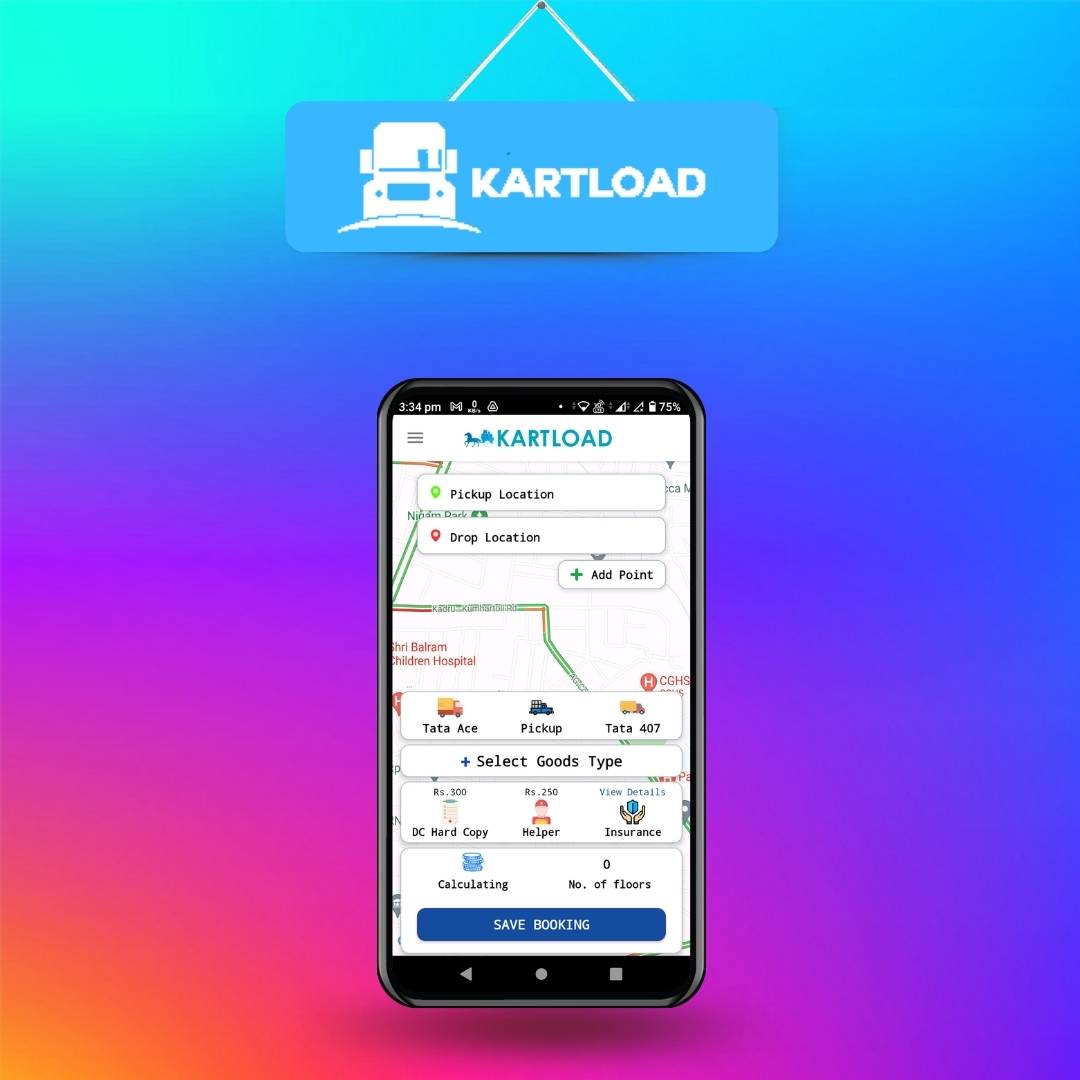 KARTLOAD
3:34 pm
0
KB/s
75%
KARTLOAD
Pickup Location
Nigam Park
Drop Location
Add Point
Kadru-Kumhartoli Rd
Shri Balram
Children Hospital
CGHS
Tata Ace Pickup Tata 407
+ Select Goods Type
Rs.300 Rs.250 View Details
DC Hard Copy Helper Insurance
0
Calculating No. of floors
SAVE BOOKING